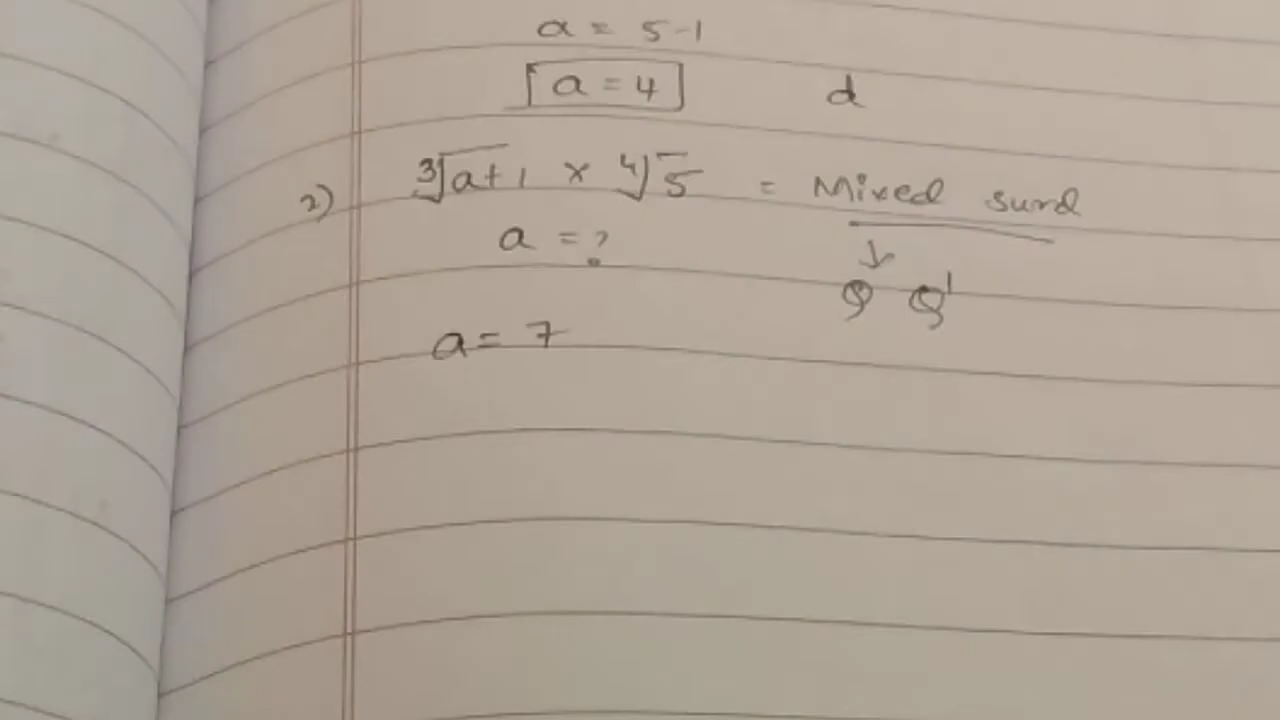 a = 5-1
a = 4 d
2) ∛a+1 × ∜5 = Mixed surd
a = ? ↓
Q Q'
a = 7